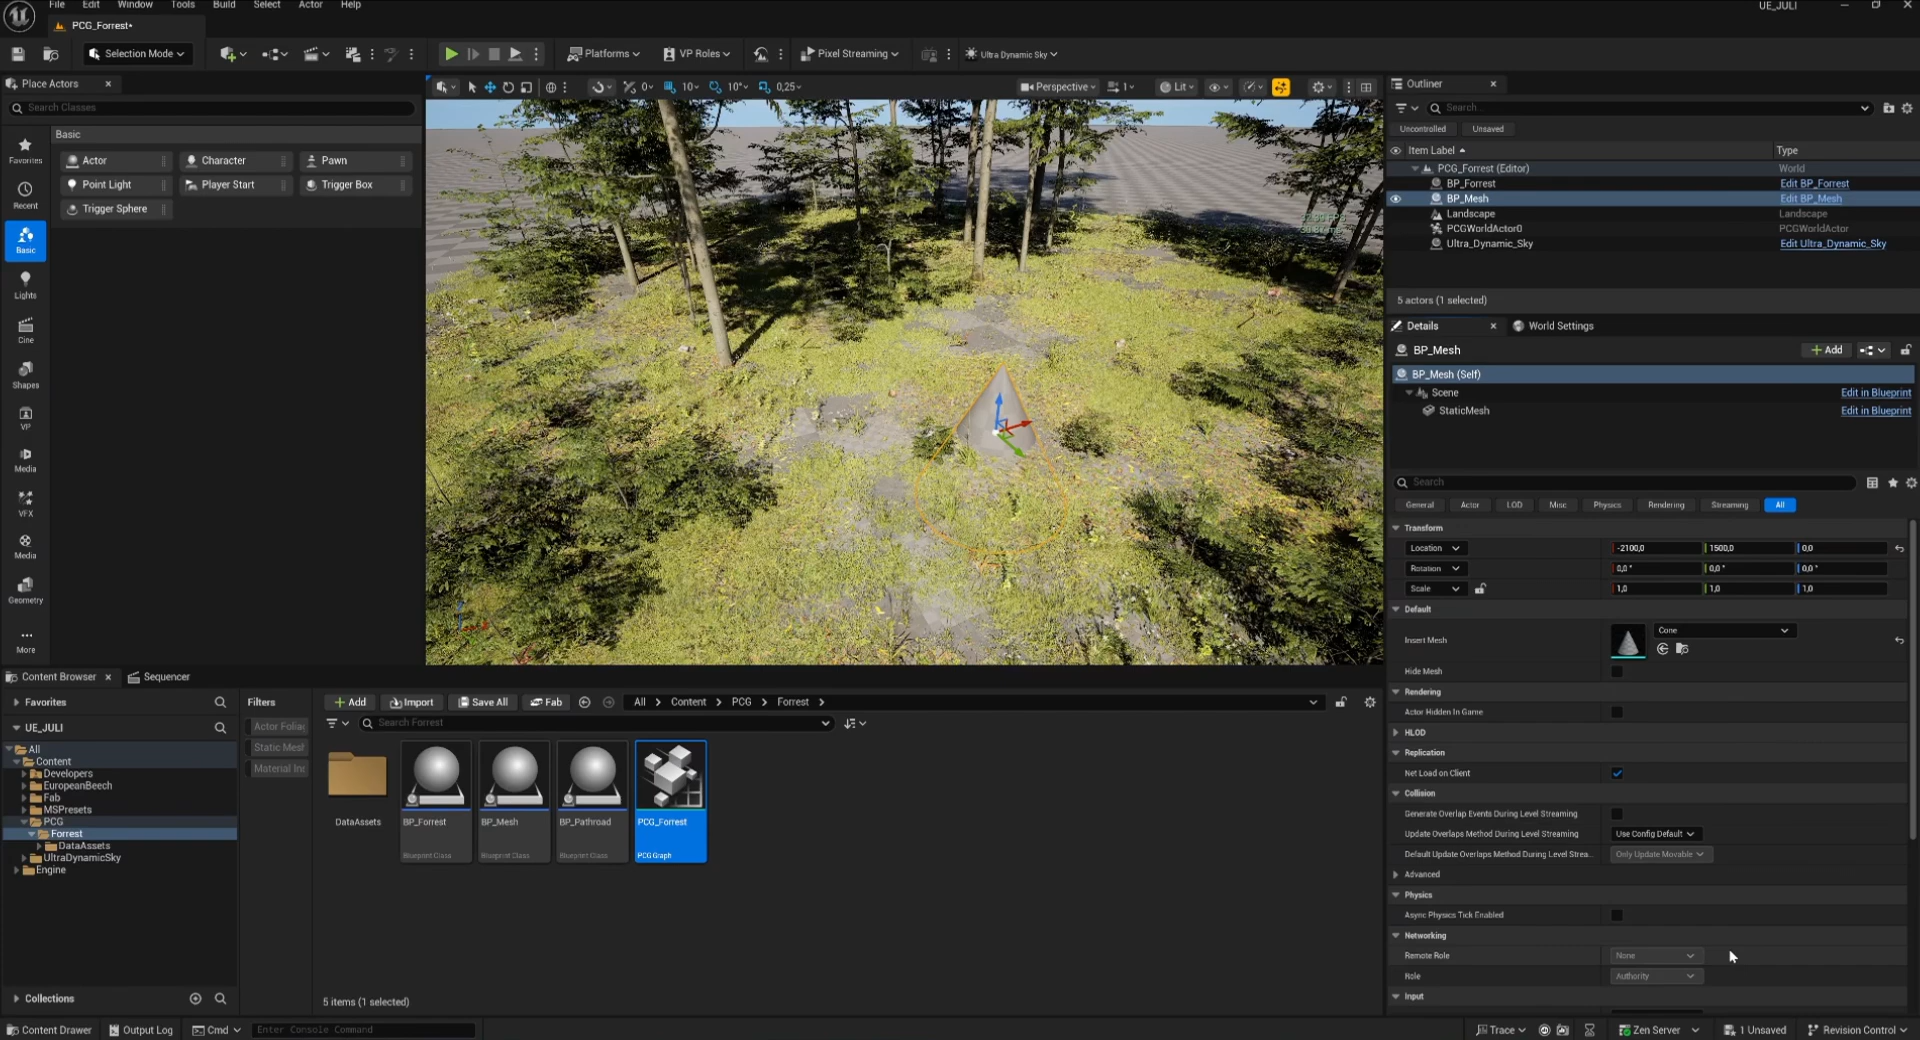 File Edit Window Tools Build Select Actor Help
UE_JULI
PCG_Forrest•
Selection Mode
Platforms
VP Roles
Pixel Streaming
Ultra Dynamic Sky
Place Actors
Search Classes
Basic
Favorites
Recent
Basic
Lights
Cine
Shapes
VP
Media
VFX
Media
Geometry
More
Actor Character Pawn
Point Light Player Start Trigger Box
Trigger Sphere
0 10 10° 0,25
Perspective 1 Lit
Outliner
Search...
Uncontrolled Unsaved
Item Label Type
PCG_Forrest (Editor) World
BP_Forrest Edit BP_Forrest
BP_Mesh Edit BP_Mesh
Landscape Landscape
PCGWorldActor0 PCGWorldActor
Ultra_Dynamic_Sky Edit Ultra_Dynamic_Sky
5 actors (1 selected)
Details World Settings
BP_Mesh
Add
BP_Mesh (Self)
Scene Edit in Blueprint
StaticMesh Edit in Blueprint
Search
General Actor LOD Misc Physics Rendering Streaming All
Transform
Location -2100,0 1500,0 0,0
Rotation 0,0 ° 0,0 ° 0,0 °
Scale 1,0 1,0 1,0
Default
Insert Mesh Cone
Hide Mesh
Rendering
Actor Hidden In Game
HLOD
Replication
Net Load on Client
Collision
Generate Overlap Events During Level Streaming
Update Overlaps Method During Level Streaming Use Config Default
Default Update Overlaps Method During Level Strea... Only Update Movable
Advanced
Physics
Async Physics Tick Enabled
Networking
Remote Role None
Role Authority
Input
Content Browser Sequencer
Favorites
UE_JULI
All
Content
Developers
EuropeanBeech
Fab
MSPresets
PCG
Forrest
DataAssets
UltraDynamicSky
Engine
Collections
Filters
Actor Foliag
Static Mesh
Material Ins
Add Import Save All Fab All Content PCG Forrest
Search Forrest
DataAssets BP_Forrest BP_Mesh BP_Pathroad PCG_Forrest
Blueprint Class Blueprint Class Blueprint Class PCG Graph
5 items (1 selected)
Content Drawer Output Log Cmd Enter Console Command
Trace Zen Server 1 Unsaved Revision Control